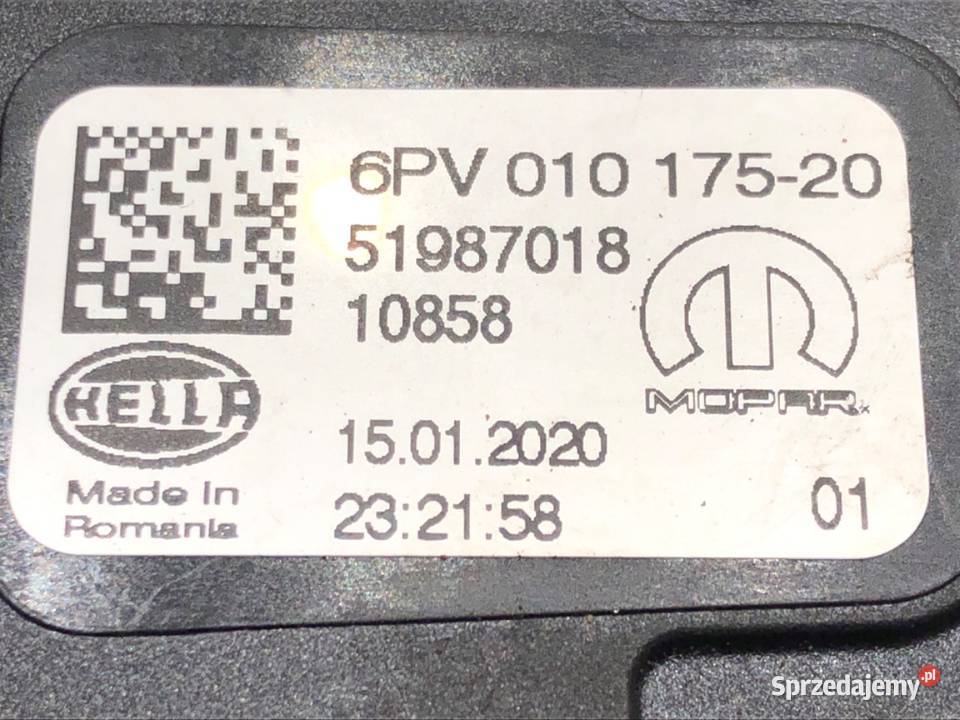 6PV 010 175-20
51987018
10858
HELLA
MOPAR
15.01.2020
Made in
Romania
23:21:58
01
Sprzedajemy.pl